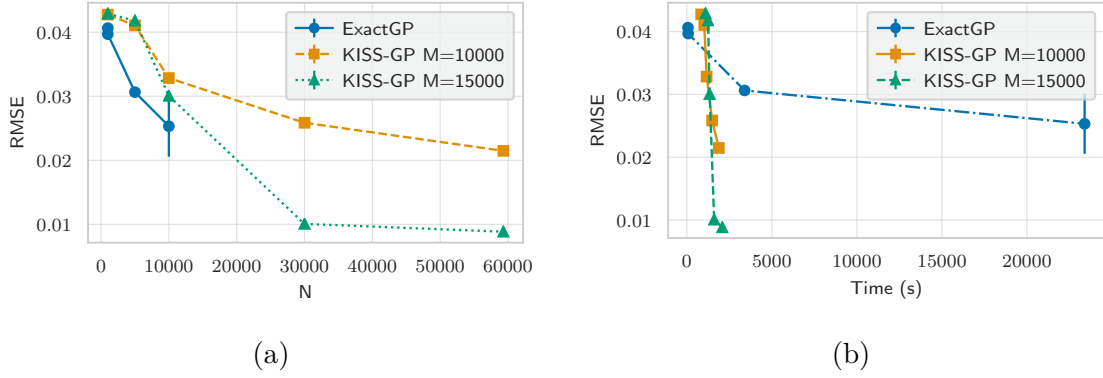 0.04
0.03
0.02
0.01
RMSE
ExactGP
KISS-GP M=10000
KISS-GP M=15000
0 10000 20000 30000 40000 50000 60000
N
(a)
0.04
0.03
0.02
0.01
RMSE
ExactGP
KISS-GP M=10000
KISS-GP M=15000
0 5000 10000 15000 20000
Time (s)
(b)